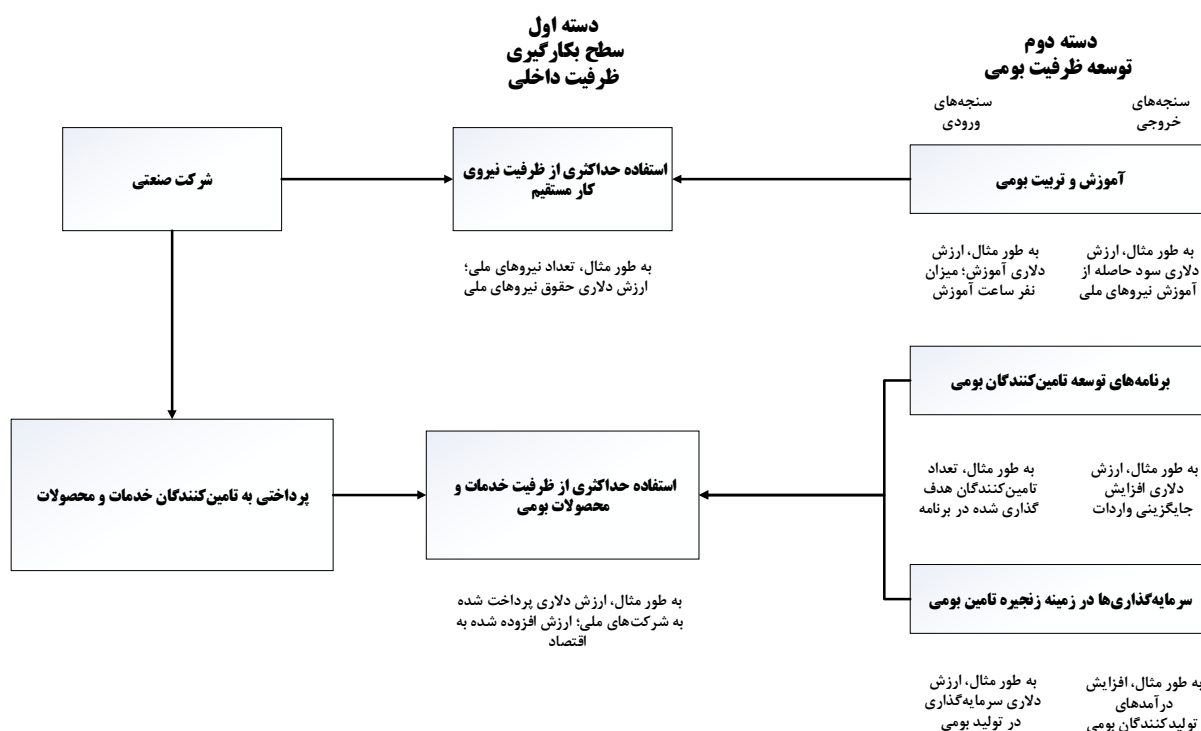 دسته اول
سطح بکارگیری
ظرفیت داخلی
دسته دوم
توسعه ظرفیت بومی
سنجه‌های
خروجی
سنجه‌های
ورودی
شرکت صنعتی
استفاده حداکثری از ظرفیت نیروی
کار مستقیم
آموزش و تربیت بومی
به طور مثال، تعداد نیروهای ملی؛
ارزش دلاری حقوق نیروهای ملی
به طور مثال، ارزش
دلاری آموزش؛ میزان
نفر ساعت آموزش
به طور مثال، ارزش
دلاری سود حاصله از
آموزش نیروهای ملی
برنامه‌های توسعه تامین‌کنندگان بومی
پرداختی به تامین‌کنندگان خدمات و محصولات
استفاده حداکثری از ظرفیت خدمات و
محصولات بومی
به طور مثال، تعداد
تامین‌کنندگان هدف
گذاری شده در برنامه
به طور مثال، ارزش
دلاری افزایش
جایگزینی واردات
به طور مثال، ارزش دلاری پرداخت شده
به شرکت‌های ملی؛ ارزش افزوده شده به
اقتصاد
سرمایه‌گذاری‌ها در زمینه زنجیره تامین بومی
به طور مثال، ارزش
دلاری سرمایه‌گذاری
در تولید بومی
به طور مثال، افزایش
درآمدهای
تولیدکنندگان بومی